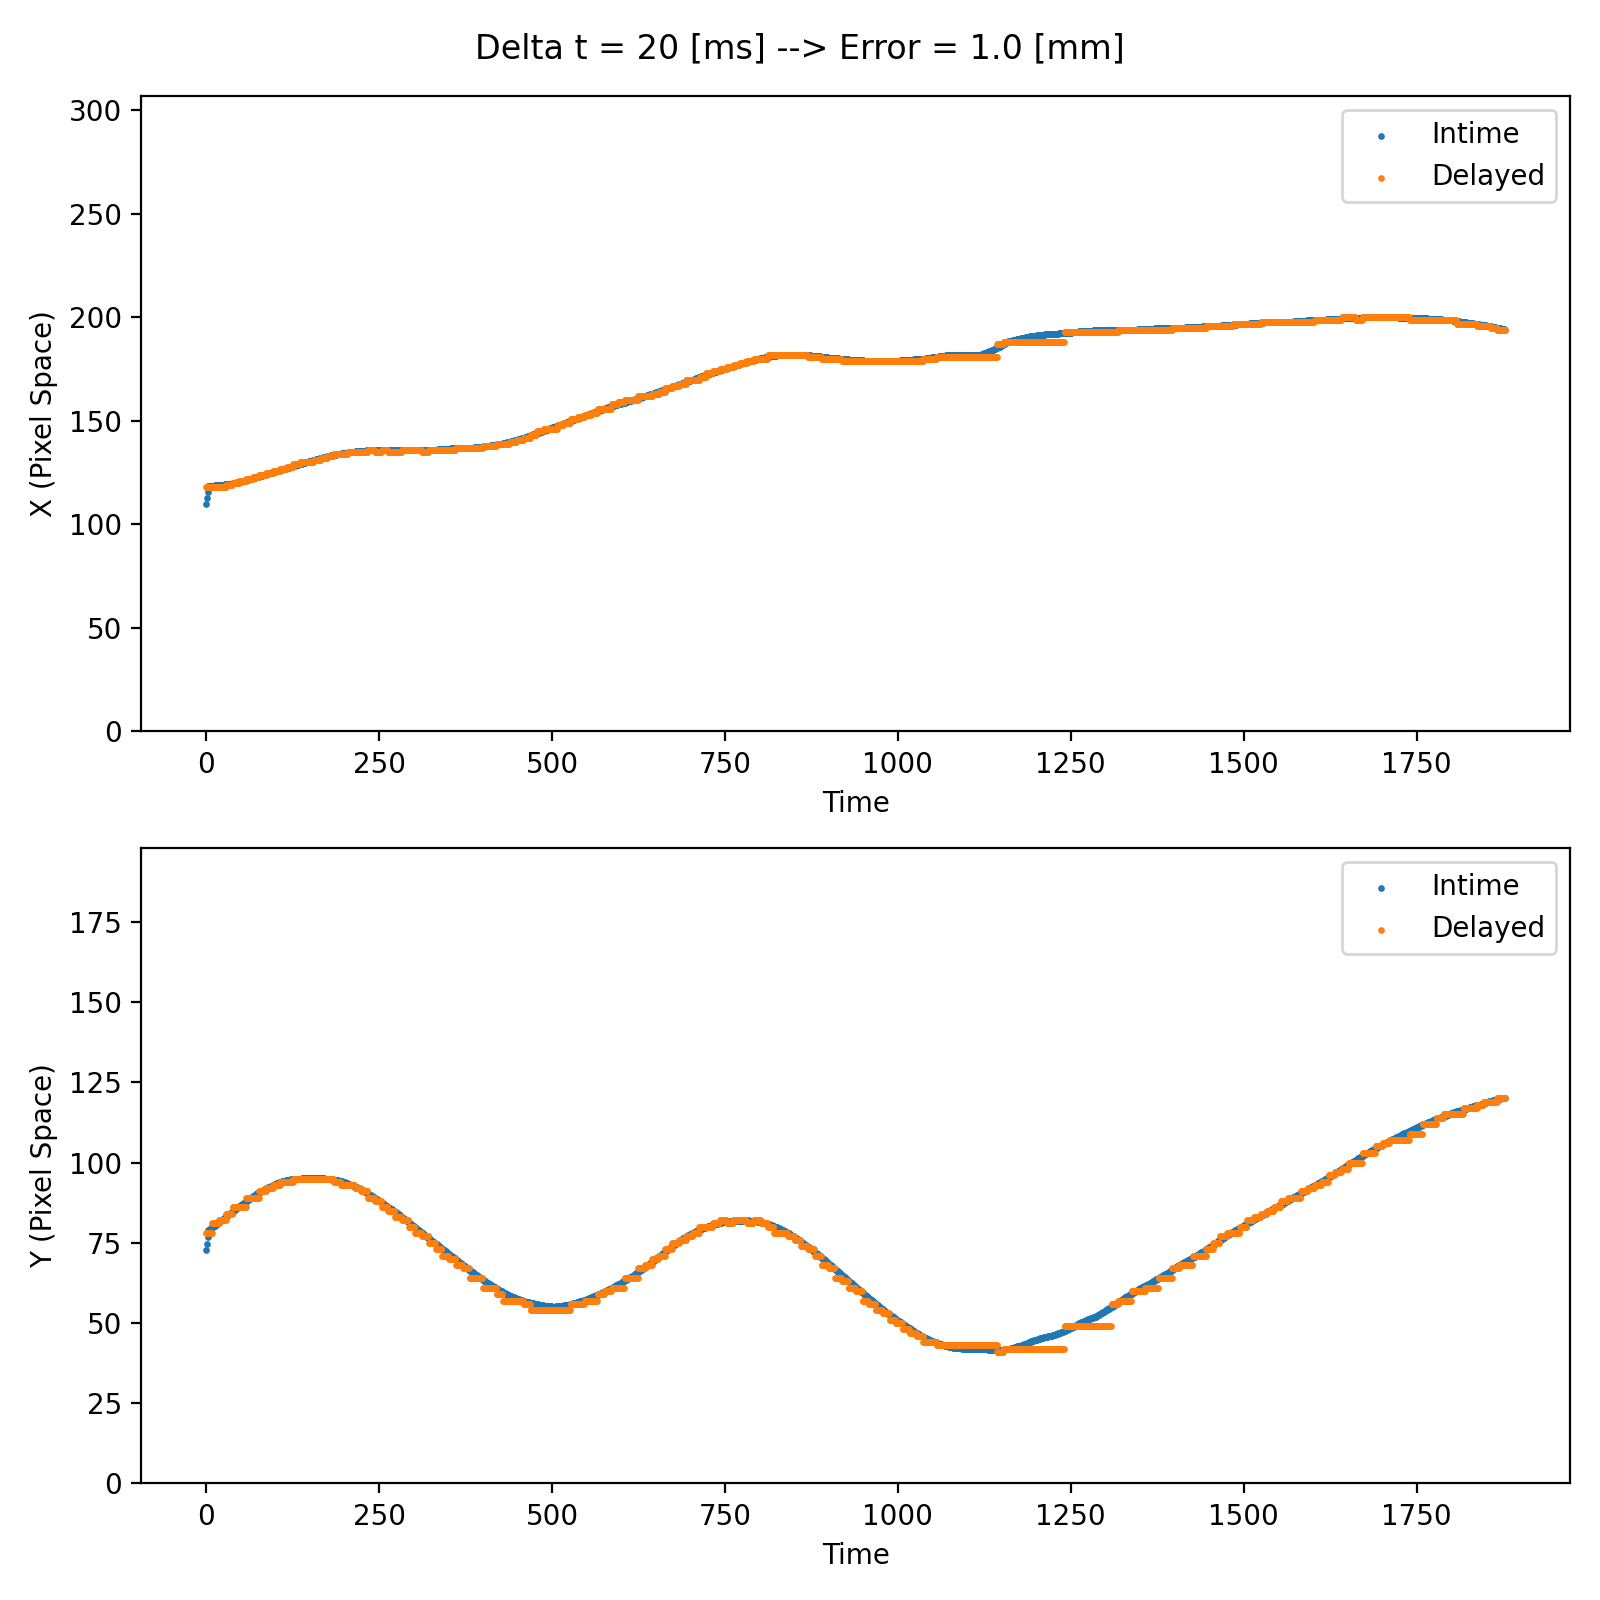 Delta t = 20 [ms] --> Error = 1.0 [mm]
300
250
200
150
100
50
0
X (Pixel Space)
Intime
Delayed
0 250 500 750 1000 1250 1500 1750
Time
175
150
125
100
75
50
25
0
Y (Pixel Space)
Intime
Delayed
0 250 500 750 1000 1250 1500 1750
Time